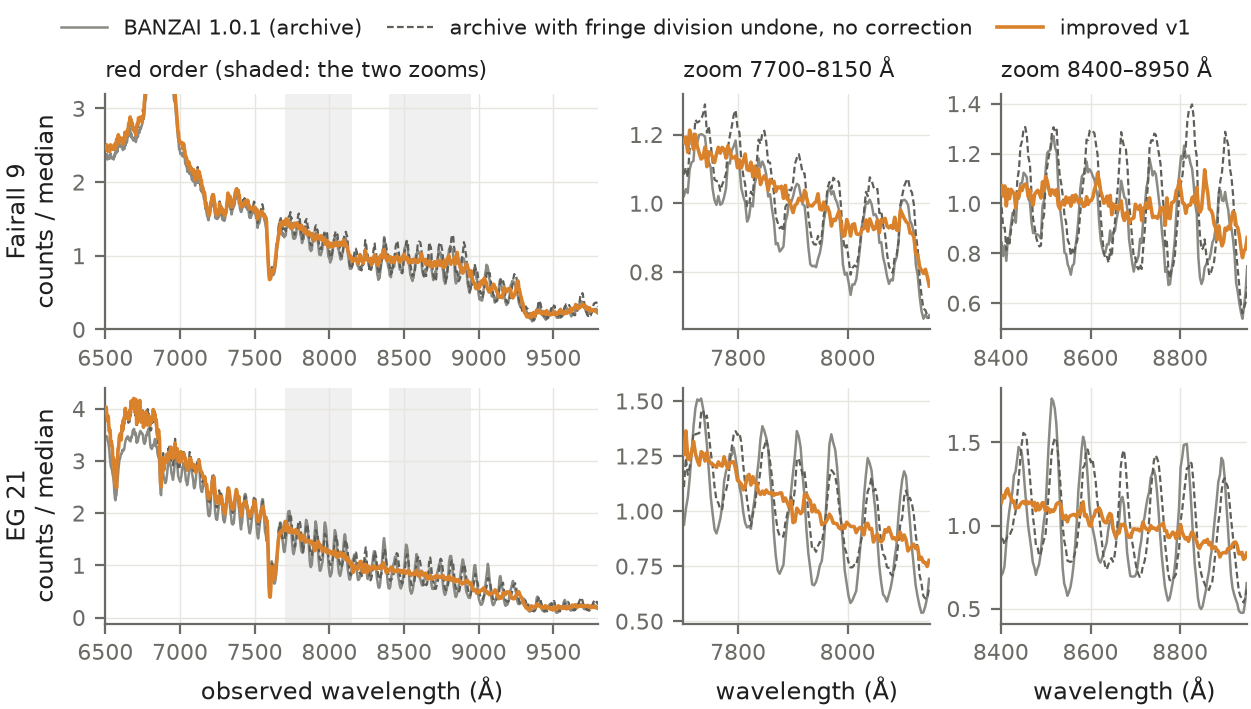 BANZAI 1.0.1 (archive) archive with fringe division undone, no correction improved v1
red order (shaded: the two zooms) zoom 7700–8150 Å zoom 8400–8950 Å
Fairall 9
counts / median
3
2
1
0
6500 7000 7500 8000 8500 9000 9500
1.2
1.0
0.8
7800 8000
1.4
1.2
1.0
0.8
0.6
8400 8600 8800
EG 21
counts / median
4
3
2
1
0
6500 7000 7500 8000 8500 9000 9500
observed wavelength (Å)
1.50
1.25
1.00
0.75
0.50
7800 8000
wavelength (Å)
1.5
1.0
0.5
8400 8600 8800
wavelength (Å)